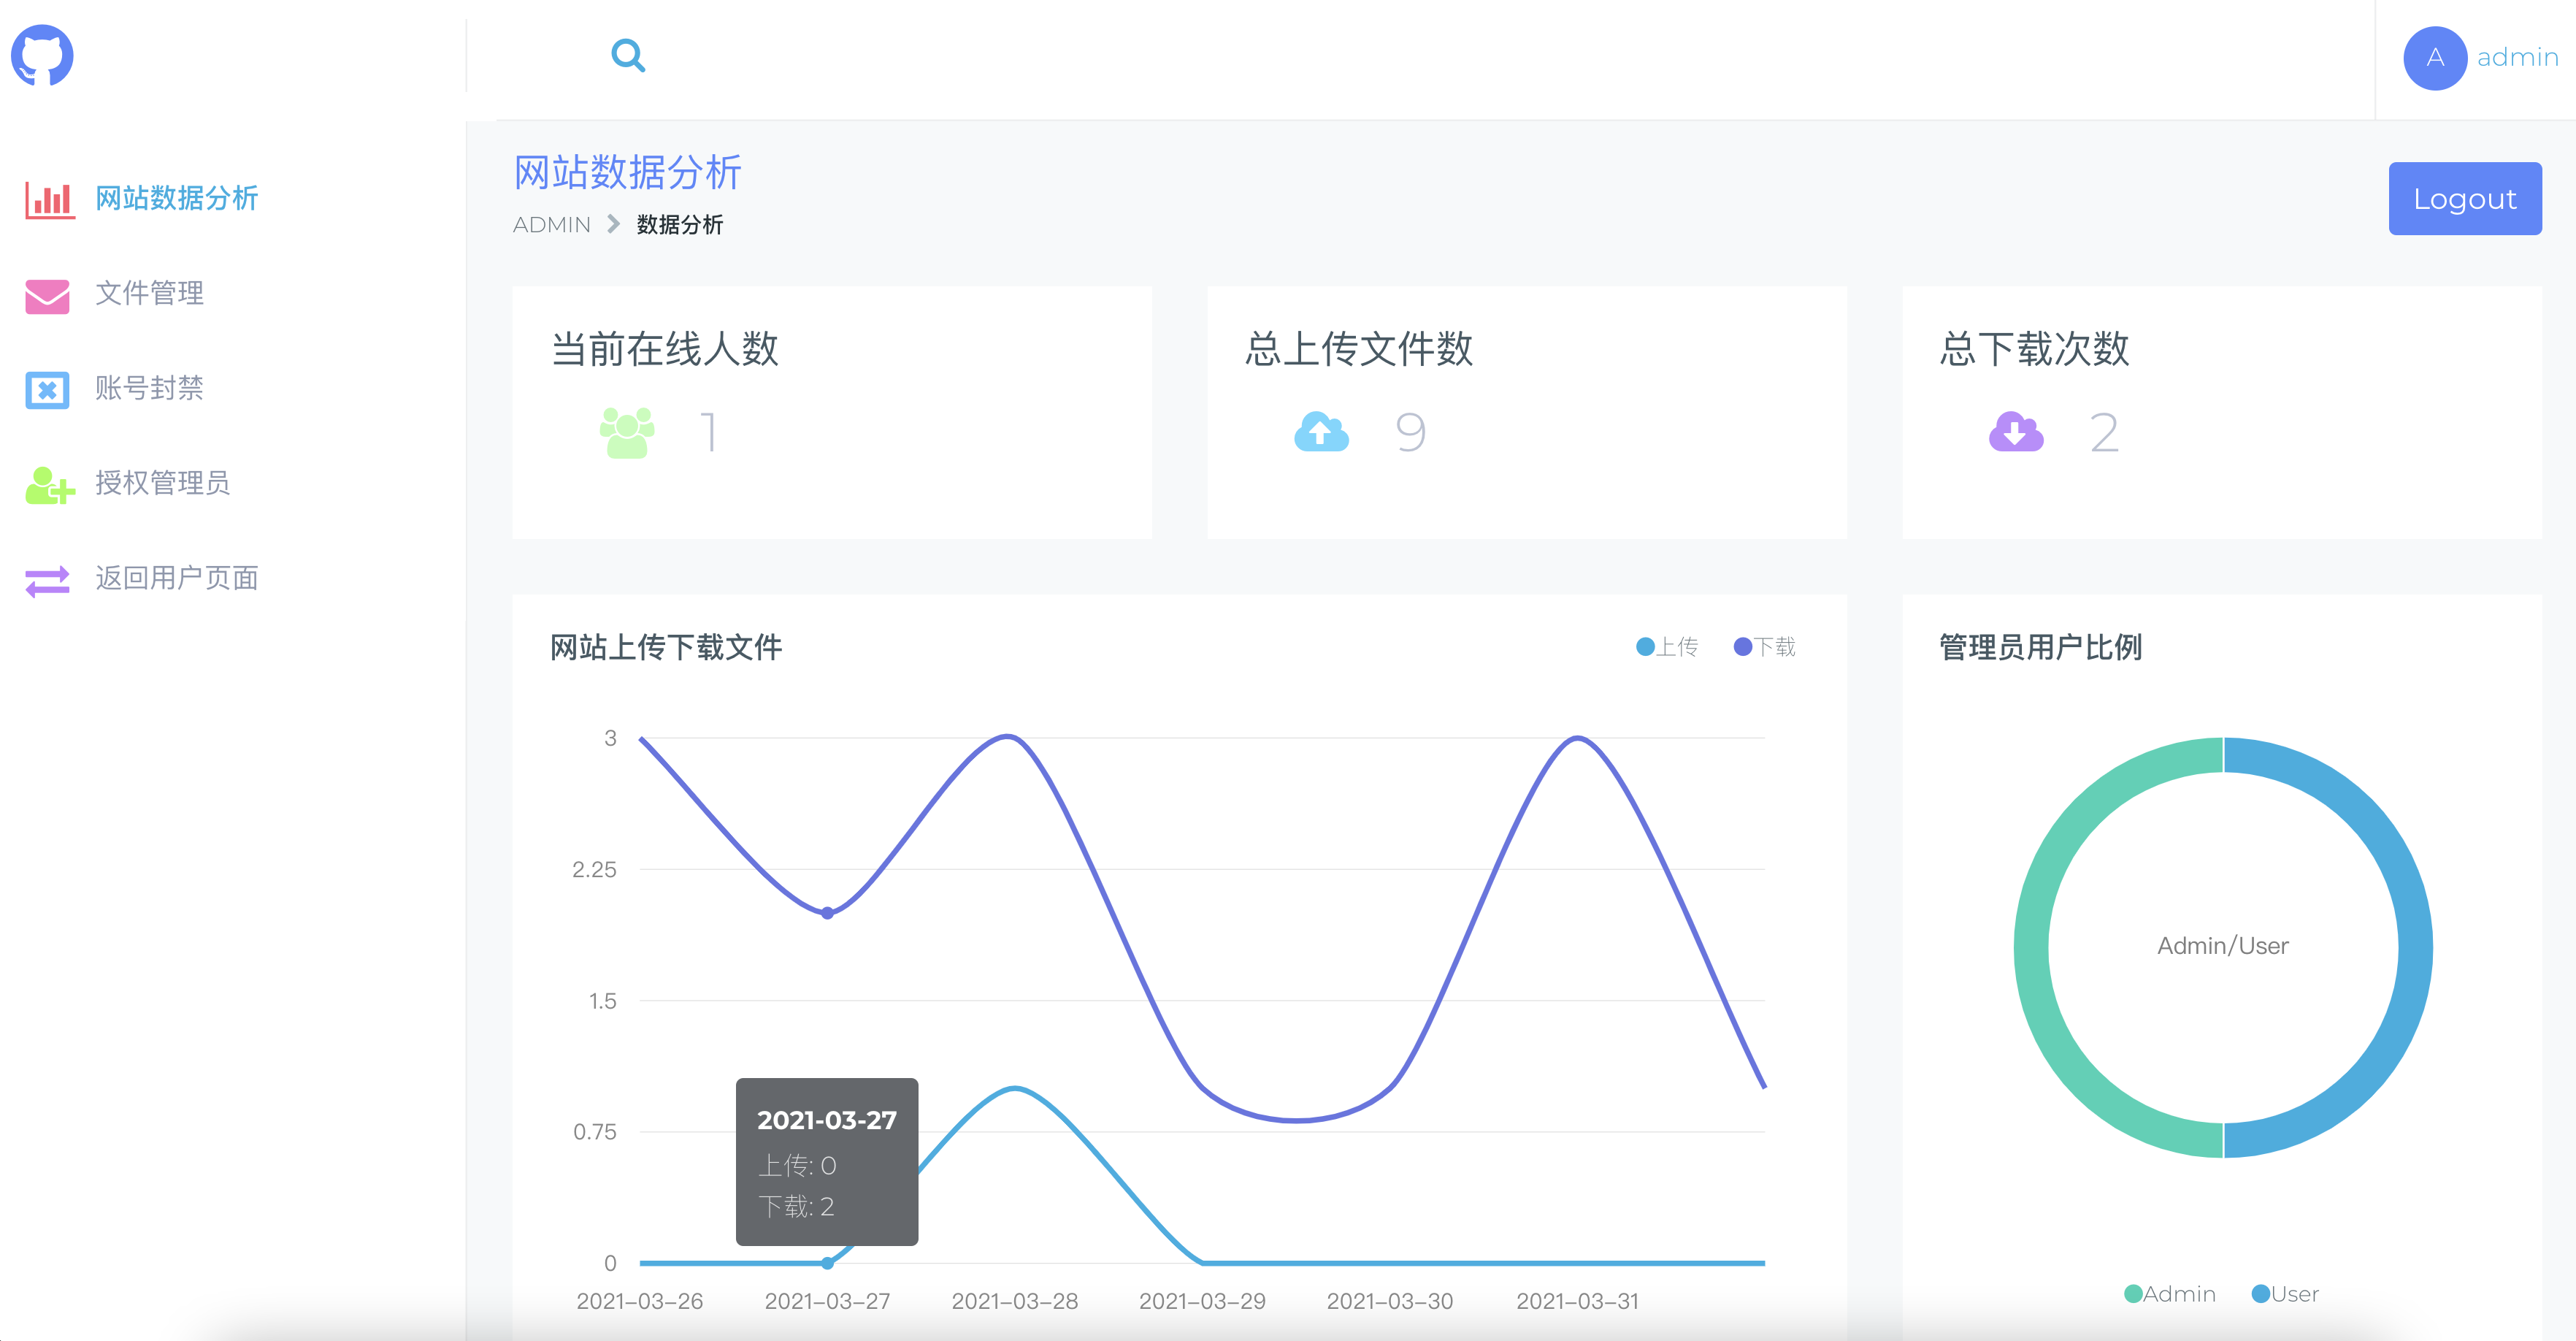 A admin
网站数据分析
文件管理
账号封禁
授权管理员
返回用户页面
网站数据分析
ADMIN 数据分析
Logout
当前在线人数
1
总上传文件数
9
总下载次数
2
网站上传下载文件
上传 下载
3
2.25
1.5
0.75
0
2021-03-27
上传: 0
下载: 2
2021-03-26 2021-03-27 2021-03-28 2021-03-29 2021-03-30 2021-03-31
管理员用户比例
Admin/User
Admin User